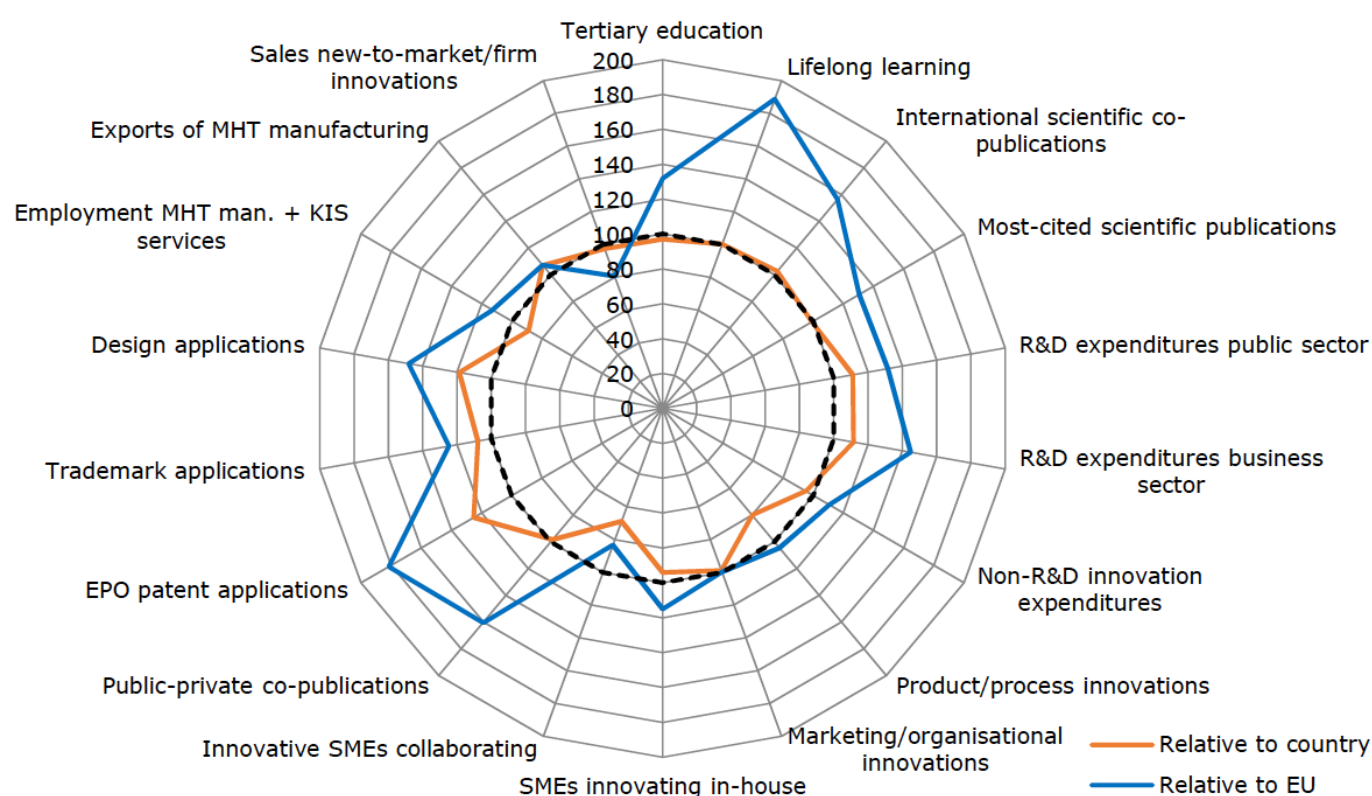 Tertiary education
Lifelong learning
International scientific co-
publications
Most-cited scientific publications
R&D expenditures public sector
R&D expenditures business
sector
Non-R&D innovation
expenditures
Product/process innovations
Marketing/organisational
innovations
SMEs innovating in-house
Innovative SMEs collaborating
Public-private co-publications
EPO patent applications
Trademark applications
Design applications
Employment MHT man. + KIS
services
Exports of MHT manufacturing
Sales new-to-market/firm
innovations
200
180
160
140
120
100
80
60
40
20
0
Relative to country
Relative to EU